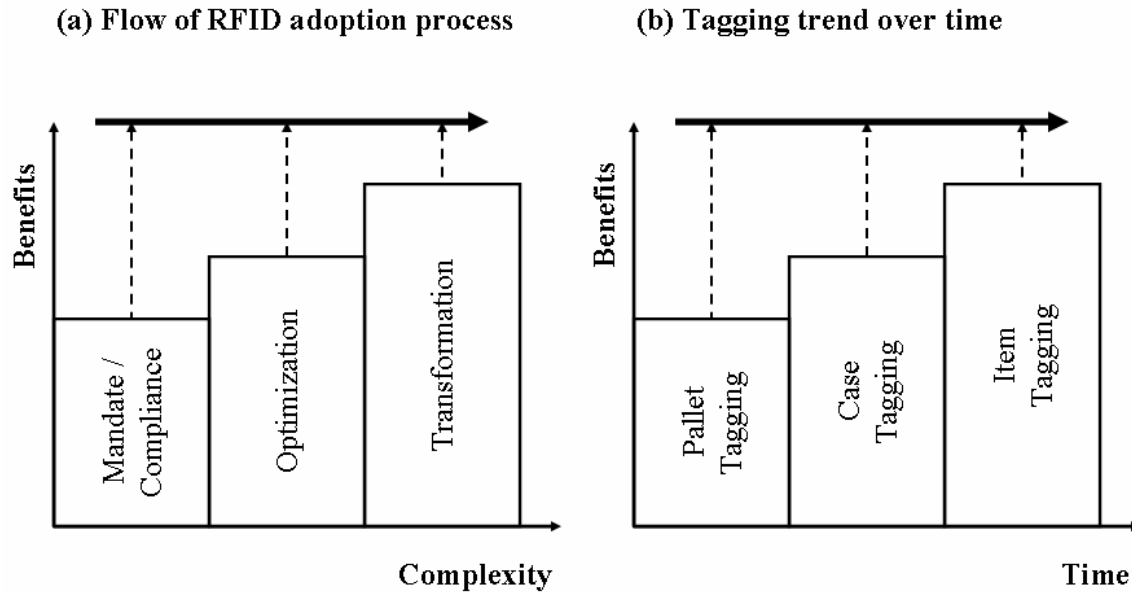 (a) Flow of RFID adoption process
Benefits
Mandate /
Compliance
Optimization
Transformation
Complexity
(b) Tagging trend over time
Benefits
Pallet
Tagging
Case
Tagging
Item
Tagging
Time